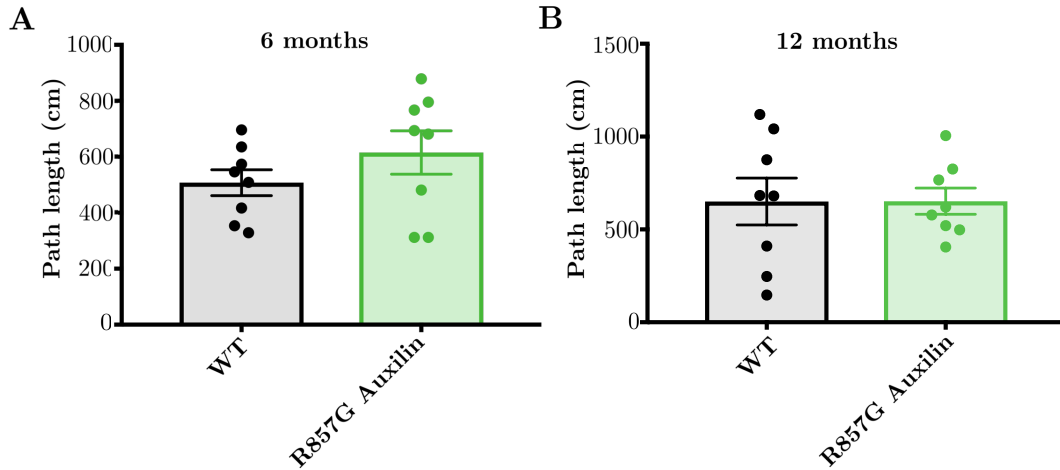 A
6 months
Path length (cm)
1000
800
600
400
200
0
WT
R857G Auxilin
B
12 months
Path length (cm)
1500
1000
500
0
WT
R857G Auxilin